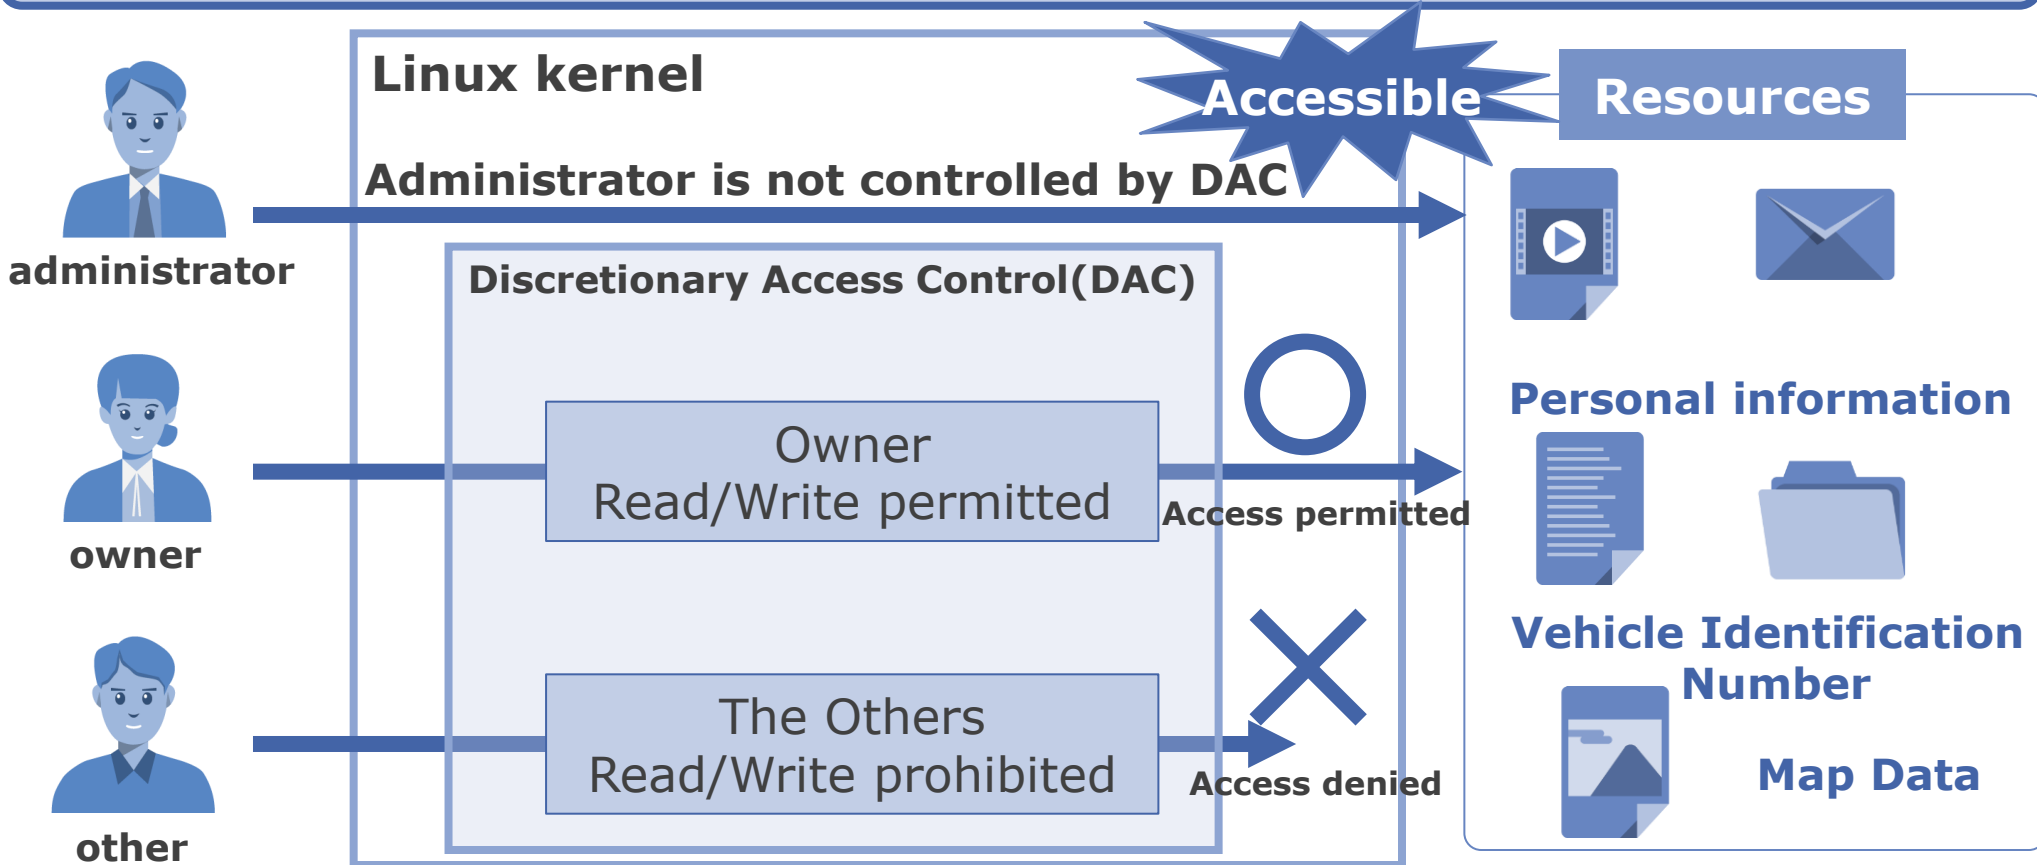 Linux kernel
Accessible
Resources
Administrator is not controlled by DAC
administrator
Discretionary Access Control(DAC)
Owner
Read/Write permitted
Access permitted
owner
The Others
Read/Write prohibited
Access denied
other
Personal information
Vehicle Identification
Number
Map Data